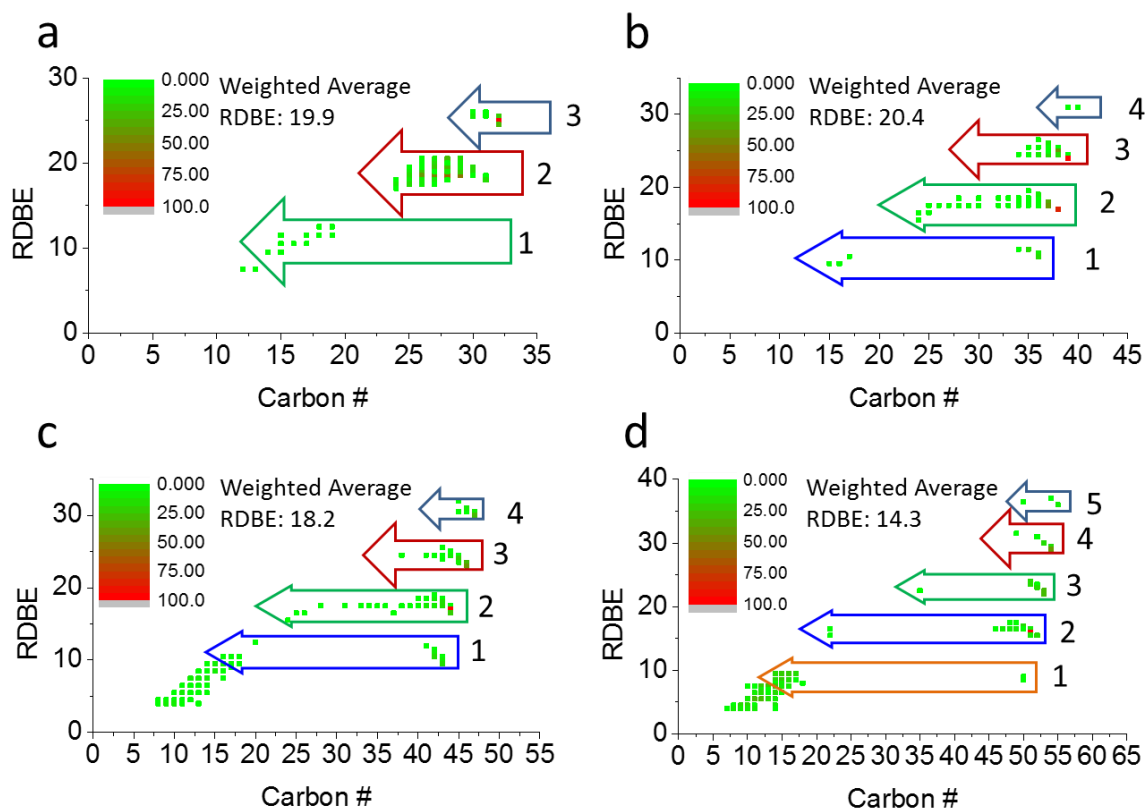 a
30
20
10
0
RDBE
0.000
25.00
50.00
75.00
100.0
Weighted Average
RDBE: 19.9
3
2
1
0 5 10 15 20 25 30 35
Carbon #
b
30
20
10
0
RDBE
0.000
25.00
50.00
75.00
100.0
Weighted Average
RDBE: 20.4
4
3
2
1
0 5 10 15 20 25 30 35 40 45
Carbon #
c
30
20
10
0
RDBE
0.000
25.00
50.00
75.00
100.0
Weighted Average
RDBE: 18.2
4
3
2
1
0 5 10 15 20 25 30 35 40 45 50 55
Carbon #
d
40
30
20
10
0
RDBE
0.000
25.00
50.00
75.00
100.0
Weighted Average
RDBE: 14.3
5
4
3
2
1
0 5 10 15 20 25 30 35 40 45 50 55 60 65
Carbon #